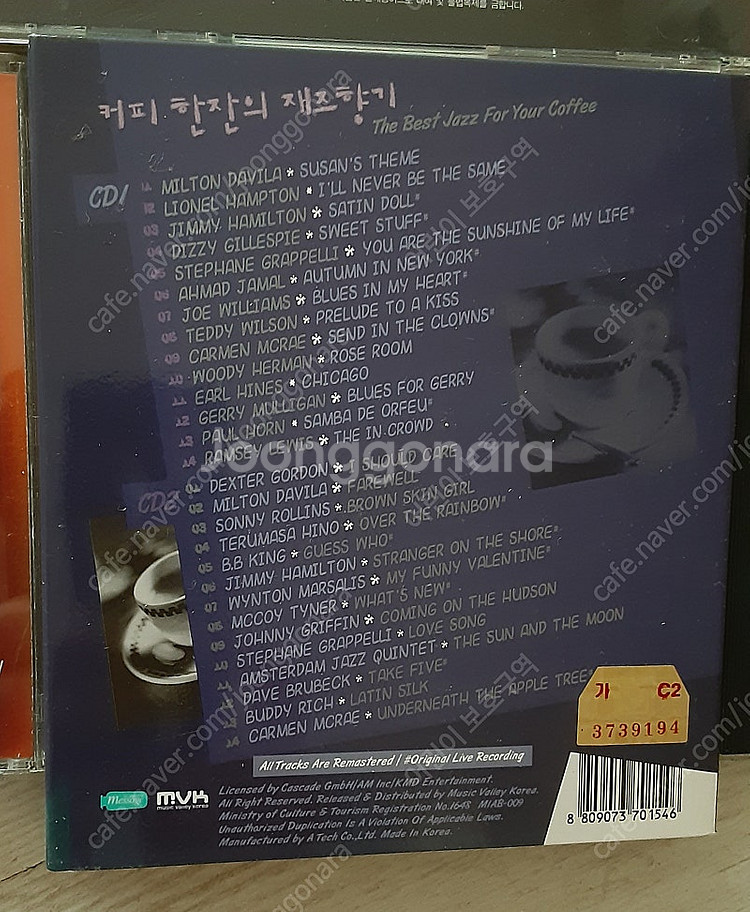 커피 한잔의 재즈향기
The Best Jazz For Your Coffee
CD1
01 MILTON DAVILA * SUSAN'S THEME
02 LIONEL HAMPTON * I'LL NEVER BE THE SAME
03 JIMMY HAMILTON * SATIN DOLL#
04 DIZZY GILLESPIE * SWEET STUFF#
05 STEPHANE GRAPPELLI * YOU ARE THE SUNSHINE OF MY LIFE#
06 AHMAD JAMAL * AUTUMN IN NEW YORK#
07 JOE WILLIAMS * BLUES IN MY HEART#
08 TEDDY WILSON * PRELUDE TO A KISS
09 CARMEN MCRAE * SEND IN THE CLOWNS#
10 WOODY HERMAN * ROSE ROOM
11 EARL HINES * CHICAGO
12 GERRY MULLIGAN * BLUES FOR GERRY
13 PAUL HORN * SAMBA DE ORFEU#
14 RAMSEY LEWIS * THE IN CROWD
CD2
01 DEXTER GORDON * I SHOULD CARE
02 MILTON DAVILA * FAREWELL
03 SONNY ROLLINS * BROWN SKIN GIRL
04 TERUMASA HINO * OVER THE RAINBOW#
05 B.B KING * GUESS WHO#
06 JIMMY HAMILTON * STRANGER ON THE SHORE#
07 WYNTON MARSALIS * MY FUNNY VALENTINE#
08 MCCOY TYNER * WHAT'S NEW#
09 JOHNNY GRIFFIN * COMING ON THE HUDSON
10 STEPHANE GRAPPELLI * LOVE SONG
11 AMSTERDAM JAZZ QUINTET * THE SUN AND THE MOON
12 DAVE BRUBECK * TAKE FIVE#
13 BUDDY RICH * LATIN SILK
14 CARMEN MCRAE * UNDERNEATH THE APPLE TREE
All Tracks Are Remastered / #Original Live Recording
mvk
music valley korea
Licensed by Cascade GmbH/AM Inc/KMD Entertainment.
All Right Reserved. Released & Distributed by Music Valley Korea.
Ministry of Culture & Tourism Registration No.1648 MIAB-009
Unauthorized Duplication Is A Violation Of Applicable Laws.
Manufactured by A Tech Co.,Ltd. Made In Korea.
가 C2
3739194
8 809073 701546
Joonggonara
cafe.naver.com/joonggonara